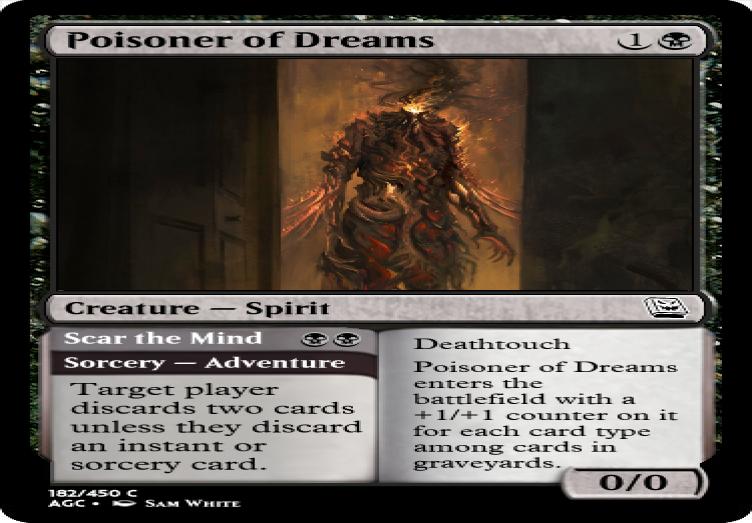 Poisoner of Dreams 1
Creature — Spirit
Scar the Mind
Sorcery — Adventure
Target player
discards two cards
unless they discard
an instant or
sorcery card.
Deathtouch
Poisoner of Dreams
enters the
battlefield with a
+1/+1 counter on it
for each card type
among cards in
graveyards.
0/0
182/450 C
AGC • Sam White